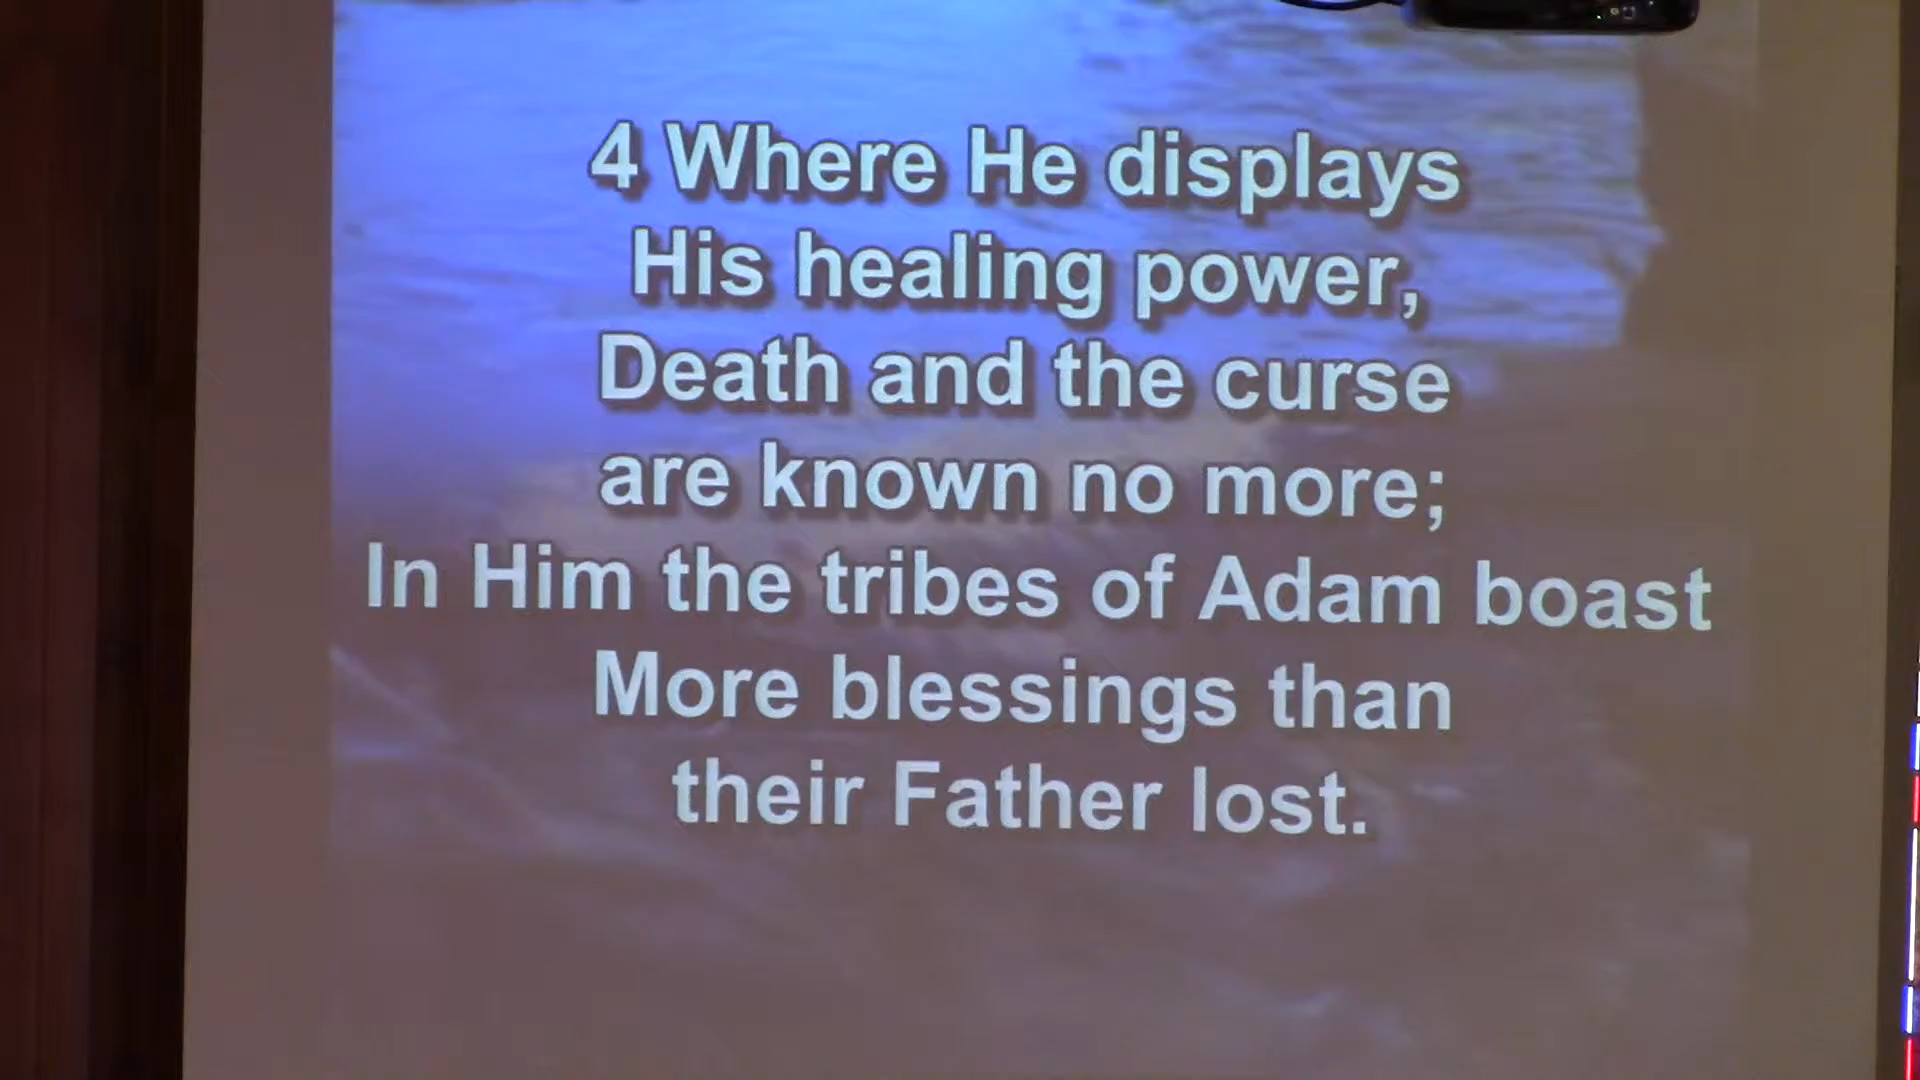 4 Where He displays
His healing power,
Death and the curse
are known no more;
In Him the tribes of Adam boast
More blessings than
their Father lost.